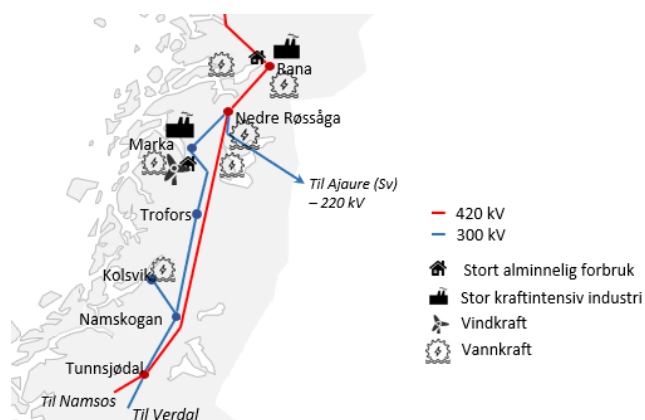 Rana
Nedre Røssåga
Marka
Til Ajaure (Sv)
– 220 kV
Trofors
Kolsvik
Namskogan
Tunnsjødal
Til Namsos
Til Verdal
420 kV
300 kV
Stort alminnelig forbruk
Stor kraftintensiv industri
Vindkraft
Vannkraft